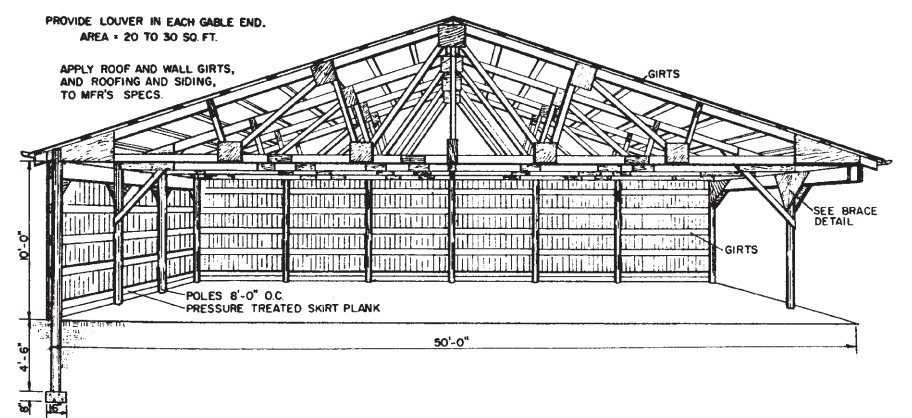 PROVIDE LOUVER IN EACH GABLE END.
AREA = 20 TO 30 SQ. FT.
APPLY ROOF AND WALL GIRTS,
AND ROOFING AND SIDING,
TO MFR'S SPECS.
GIRTS
SEE BRACE
DETAIL
GIRTS
10'-0"
POLES 8'-0" O.C.
PRESSURE TREATED SKIRT PLANK
50'-0"
4'-6"
8"
16"